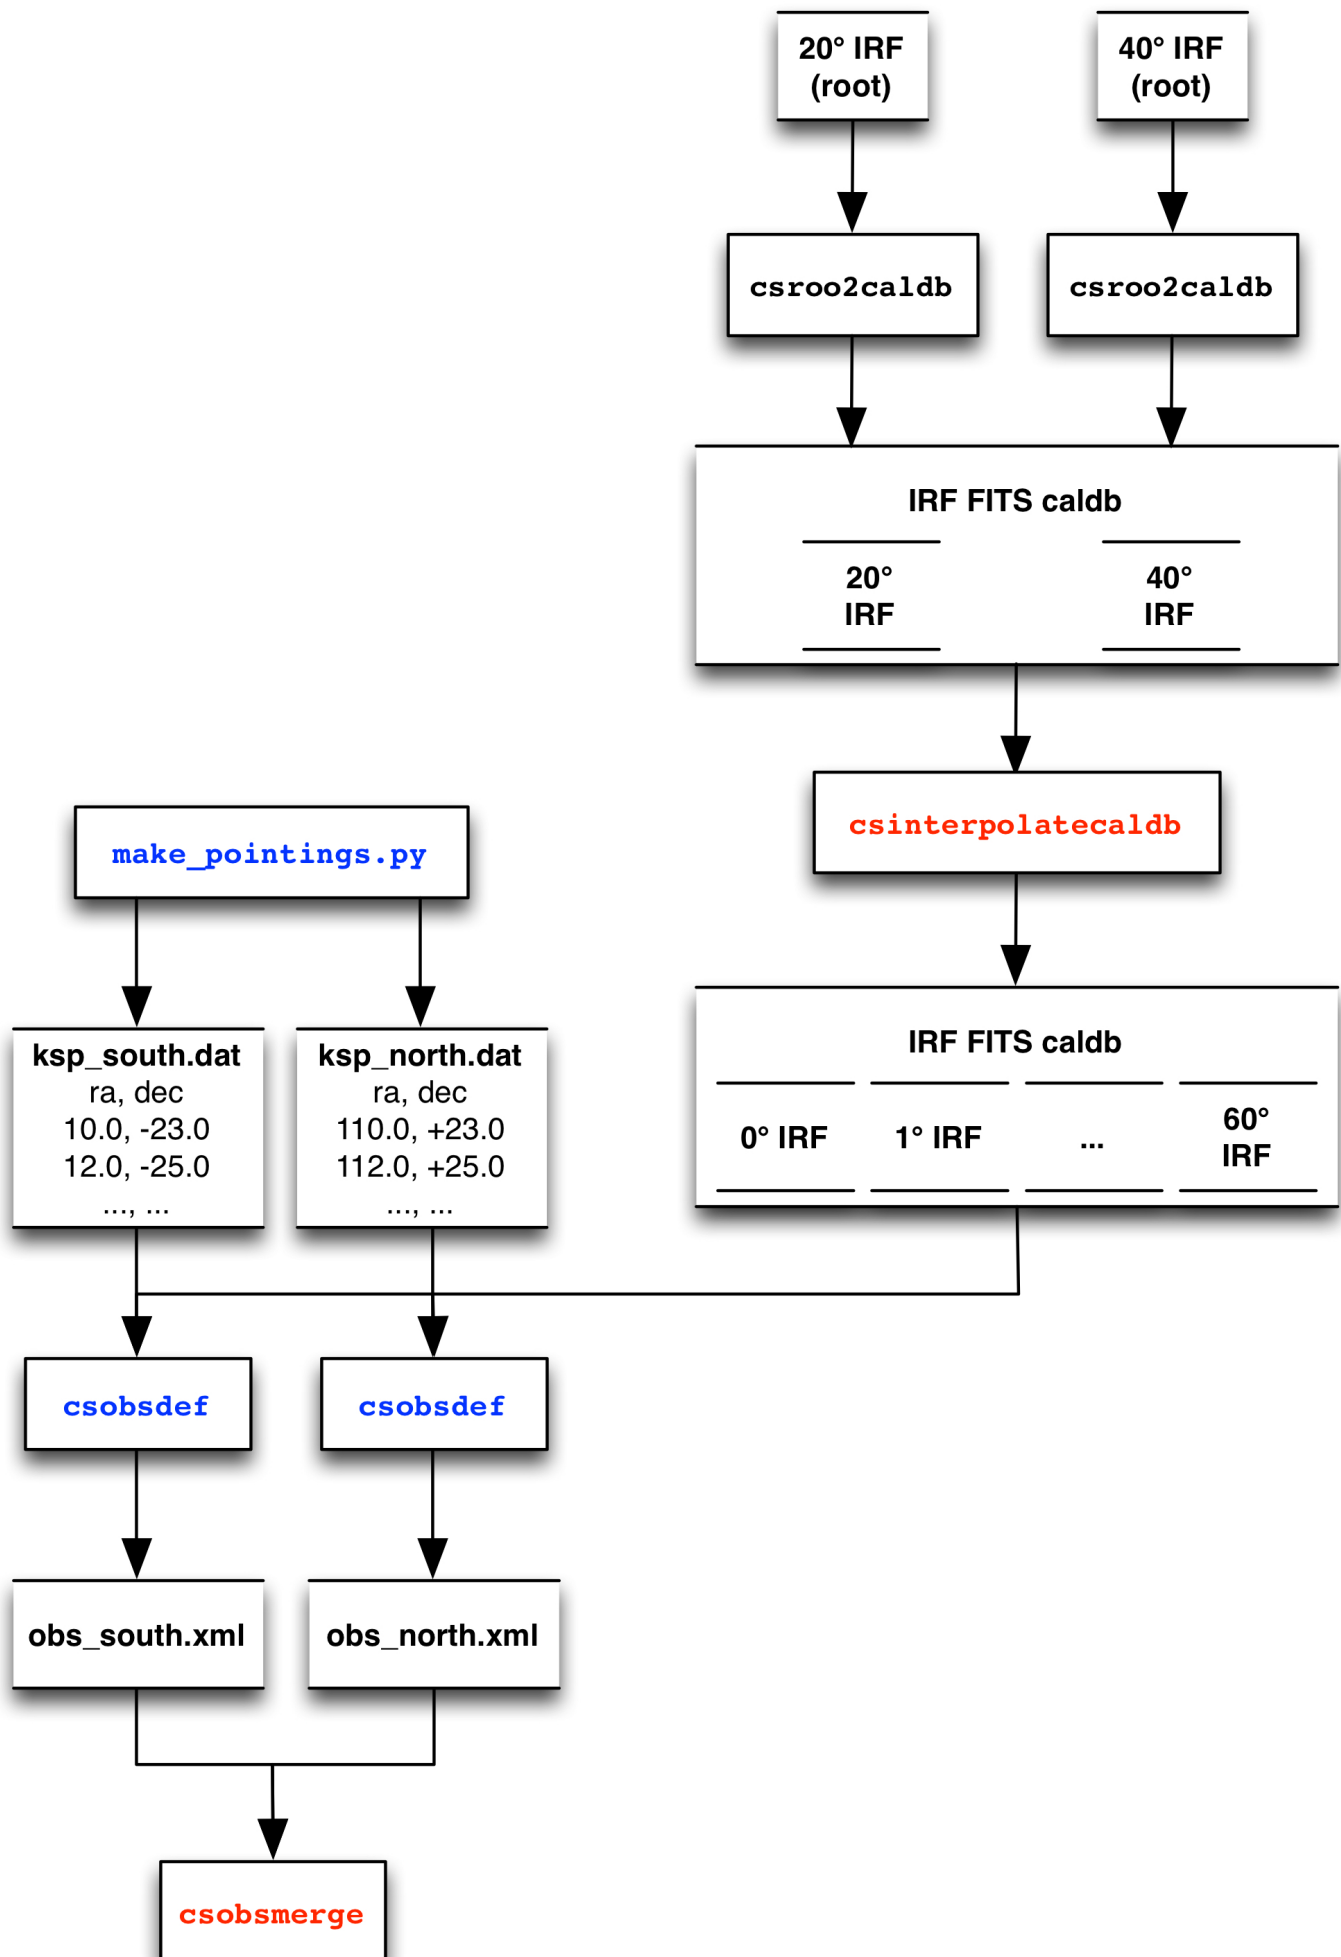 20° IRF
(root)
40° IRF
(root)
csroo2caldb
csroo2caldb
IRF FITS caldb
20°
IRF
40°
IRF
csinterpolatecaldb
make_pointings.py
IRF FITS caldb
0° IRF
1° IRF
...
60°
IRF
ksp_south.dat
ra, dec
10.0, -23.0
12.0, -25.0
..., ...
ksp_north.dat
ra, dec
110.0, +23.0
112.0, +25.0
..., ...
csobsdef
csobsdef
obs_south.xml
obs_north.xml
csobsmerge